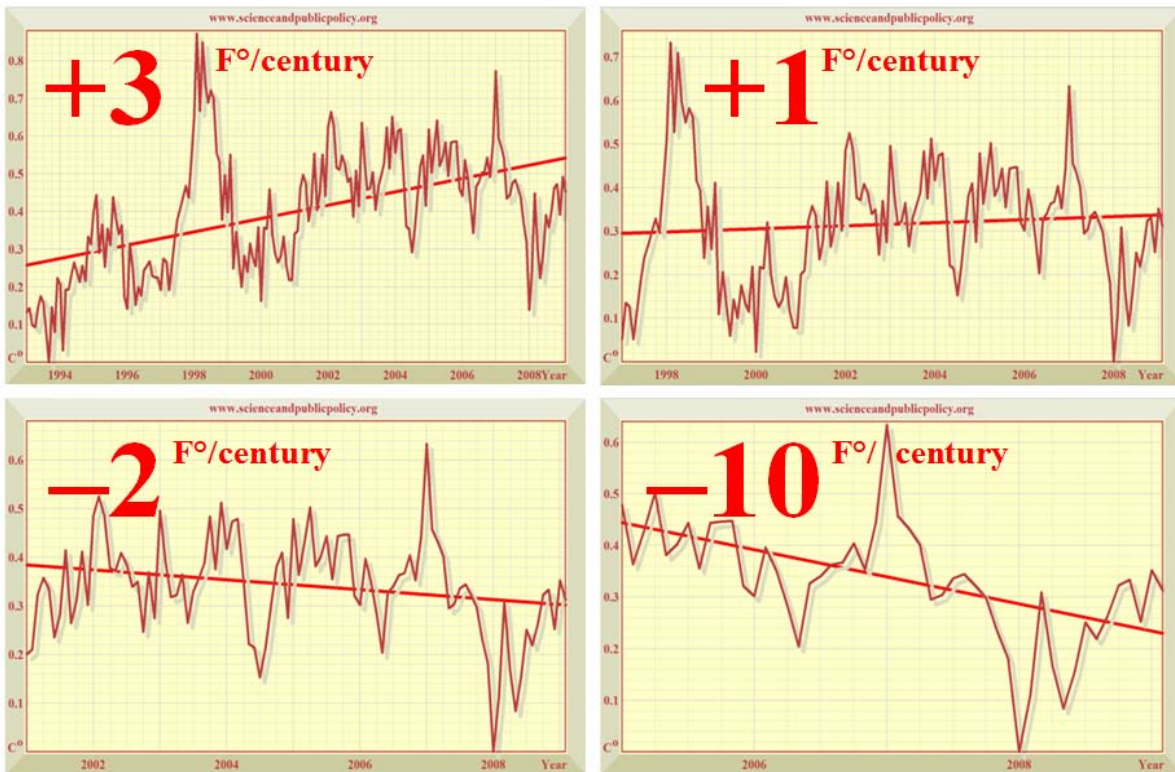 www.scienceandpublicpolicy.org
+3 F°/century
0.8
0.7
0.6
0.5
0.4
0.3
0.2
0.1
C°
1994 1996 1998 2000 2002 2004 2006 2008 Year
www.scienceandpublicpolicy.org
+1 F°/century
0.7
0.6
0.5
0.4
0.3
0.2
0.1
C°
1998 2000 2002 2004 2006 2008 Year
www.scienceandpublicpolicy.org
−2 F°/century
0.6
0.5
0.4
0.3
0.2
0.1
C°
2002 2004 2006 2008 Year
www.scienceandpublicpolicy.org
−10 F°/ century
0.6
0.5
0.4
0.3
0.2
0.1
C°
2006 2008 Year